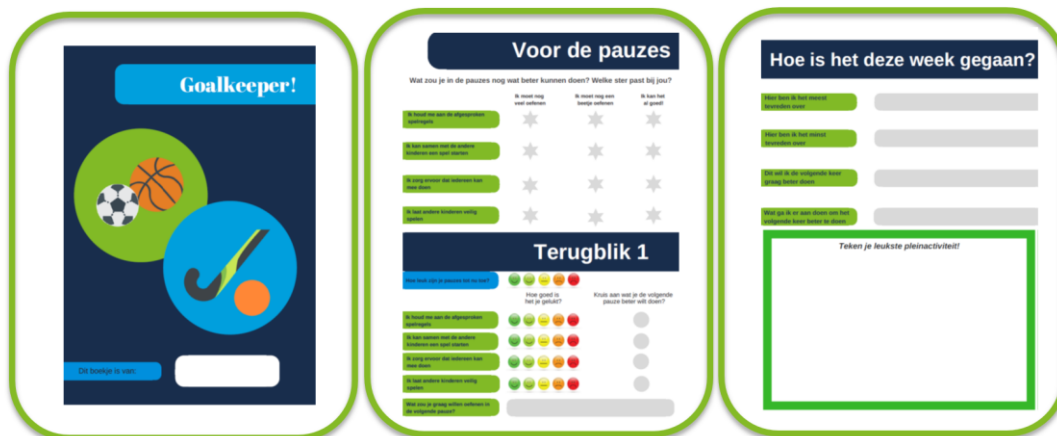 Goalkeeper!
Dit boekje is van:
Voor de pauzes
Wat zou je in de pauzes nog wat beter kunnen doen? Welke ster past bij jou?
Ik moet nog
veel oefenen
Ik moet nog een
beetje oefenen
Ik kan het
al goed!
Ik houd me aan de afgesproken
spelregels
Ik kan samen met de andere
kinderen een spel starten
Ik zorg ervoor dat iedereen kan
mee doen
Ik laat andere kinderen veilig
spelen
Terugblik 1
Hoe leuk zijn je pauzes tot nu toe?
Hoe goed is
het je gelukt?
Kruis aan wat je de volgende
pauze beter wilt doen?
Ik houd me aan de afgesproken
spelregels
Ik kan samen met de andere
kinderen een spel starten
Ik zorg ervoor dat iedereen kan
mee doen
Ik laat andere kinderen veilig
spelen
Wat zou je graag willen oefenen in
de volgende pauze?
Hoe is het deze week gegaan?
Hier ben ik het meest
tevreden over
Hier ben ik het minst
tevreden over
Dit wil ik de volgende keer
graag beter doen
Wat ga ik er aan doen om het
volgende keer beter te doen
Teken je leukste pleinactiviteit!